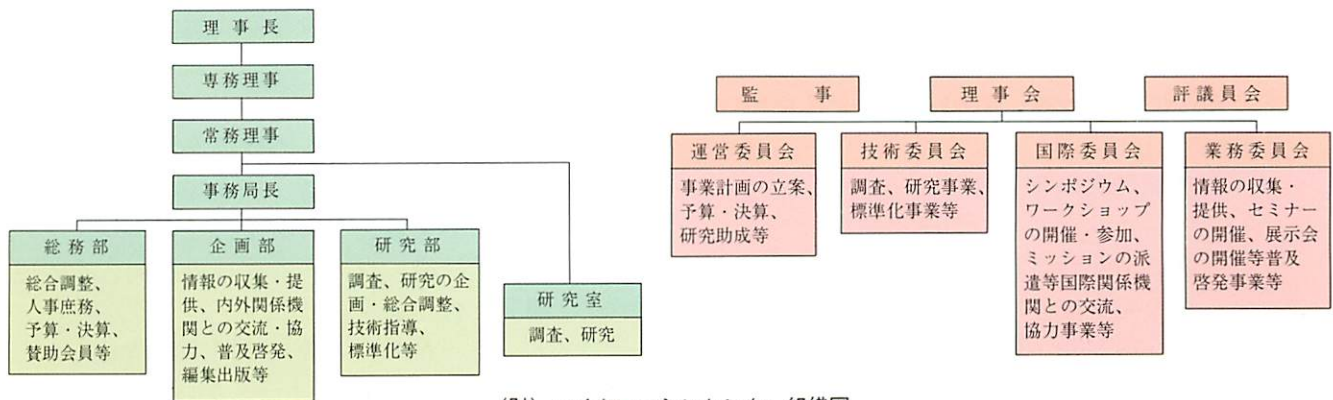 理事長
専務理事
常務理事
事務局長
総務部
総合調整、
人事庶務、
予算・決算、
賛助会員等
企画部
情報の収集・提
供、内外関係機
関との交流・協
力、普及啓発、
編集出版等
研究部
調査、研究の企
画・総合調整、
技術指導、
標準化等
研究室
調査、研究
監事
理事会
評議員会
運営委員会
事業計画の立案、
予算・決算、
研究助成等
技術委員会
調査、研究事業、
標準化事業等
国際委員会
シンポジウム、
ワークショップ
の開催・参加、
ミッションの派
遣等国際関係機
関との交流、
協力事業等
業務委員会
情報の収集・
提供、セミナー
の開催、展示会
の開催等普及
啓発事業等